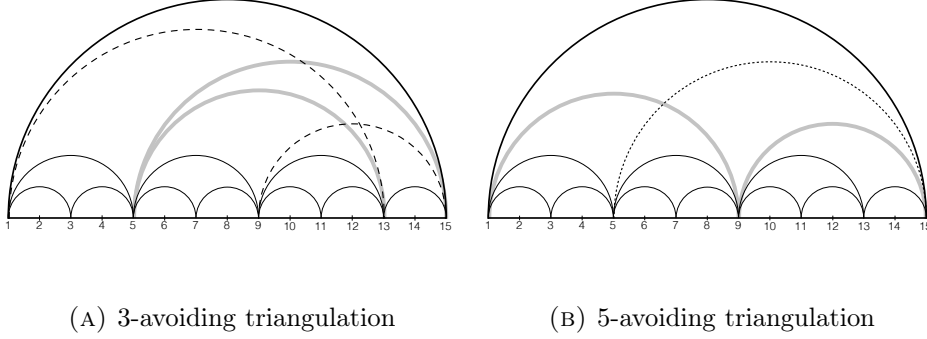 1 2 3 4 5 6 7 8 9 10 11 12 13 14 15
1 2 3 4 5 6 7 8 9 10 11 12 13 14 15
(A) 3-avoiding triangulation
(B) 5-avoiding triangulation